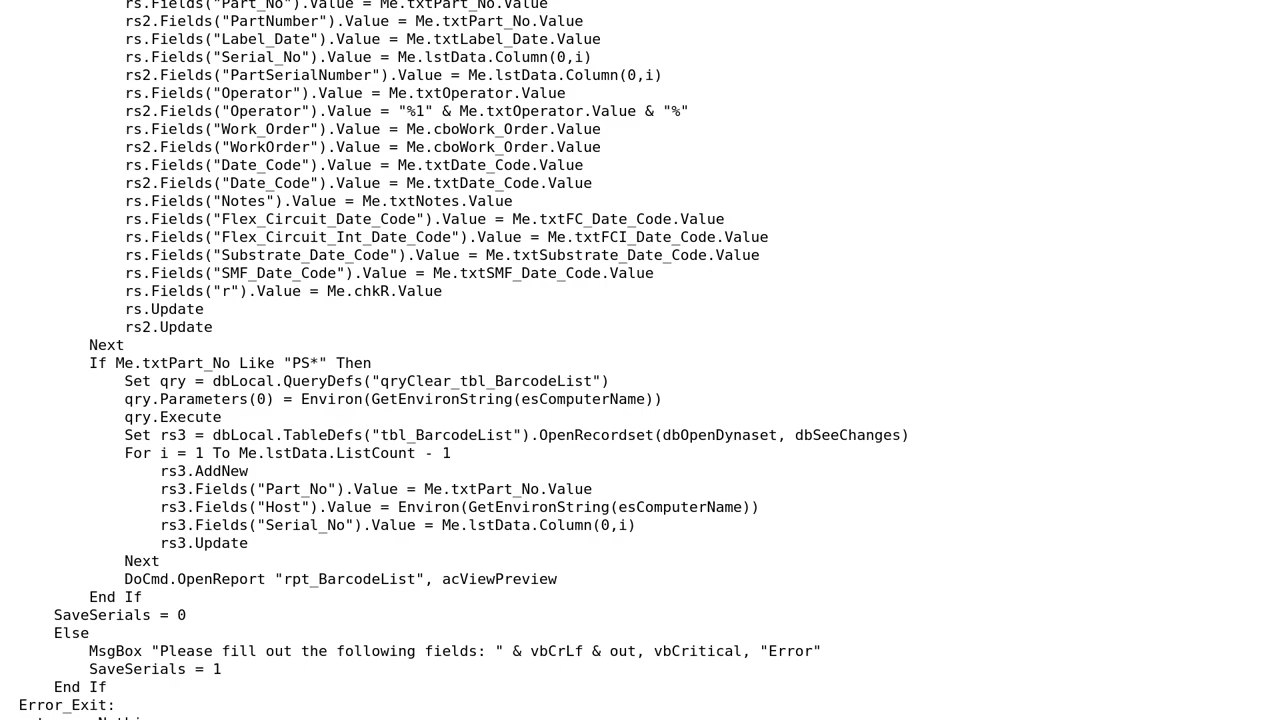 rs.Fields("Part_No").Value = Me.txtPart_No.Value
rs2.Fields("PartNumber").Value = Me.txtPart_No.Value
rs.Fields("Label_Date").Value = Me.txtLabel_Date.Value
rs.Fields("Serial_No").Value = Me.lstData.Column(0,i)
rs2.Fields("PartSerialNumber").Value = Me.lstData.Column(0,i)
rs.Fields("Operator").Value = Me.txtOperator.Value
rs2.Fields("Operator").Value = "%1" & Me.txtOperator.Value & "%"
rs.Fields("Work_Order").Value = Me.cboWork_Order.Value
rs2.Fields("WorkOrder").Value = Me.cboWork_Order.Value
rs.Fields("Date_Code").Value = Me.txtDate_Code.Value
rs2.Fields("Date_Code").Value = Me.txtDate_Code.Value
rs.Fields("Notes").Value = Me.txtNotes.Value
rs.Fields("Flex_Circuit_Date_Code").Value = Me.txtFC_Date_Code.Value
rs.Fields("Flex_Circuit_Int_Date_Code").Value = Me.txtFCI_Date_Code.Value
rs.Fields("Substrate_Date_Code").Value = Me.txtSubstrate_Date_Code.Value
rs.Fields("SMF_Date_Code").Value = Me.txtSMF_Date_Code.Value
rs.Fields("r").Value = Me.chkR.Value
rs.Update
rs2.Update
Next
If Me.txtPart_No Like "PS*" Then
Set qry = dbLocal.QueryDefs("qryClear_tbl_BarcodeList")
qry.Parameters(0) = Environ(GetEnvironString(esComputerName))
qry.Execute
Set rs3 = dbLocal.TableDefs("tbl_BarcodeList").OpenRecordset(dbOpenDynaset, dbSeeChanges)
For i = 1 To Me.lstData.ListCount - 1
rs3.AddNew
rs3.Fields("Part_No").Value = Me.txtPart_No.Value
rs3.Fields("Host").Value = Environ(GetEnvironString(esComputerName))
rs3.Fields("Serial_No").Value = Me.lstData.Column(0,i)
rs3.Update
Next
DoCmd.OpenReport "rpt_BarcodeList", acViewPreview
End If
SaveSerials = 0
Else
MsgBox "Please fill out the following fields: " & vbCrLf & out, vbCritical, "Error"
SaveSerials = 1
End If
Error_Exit: